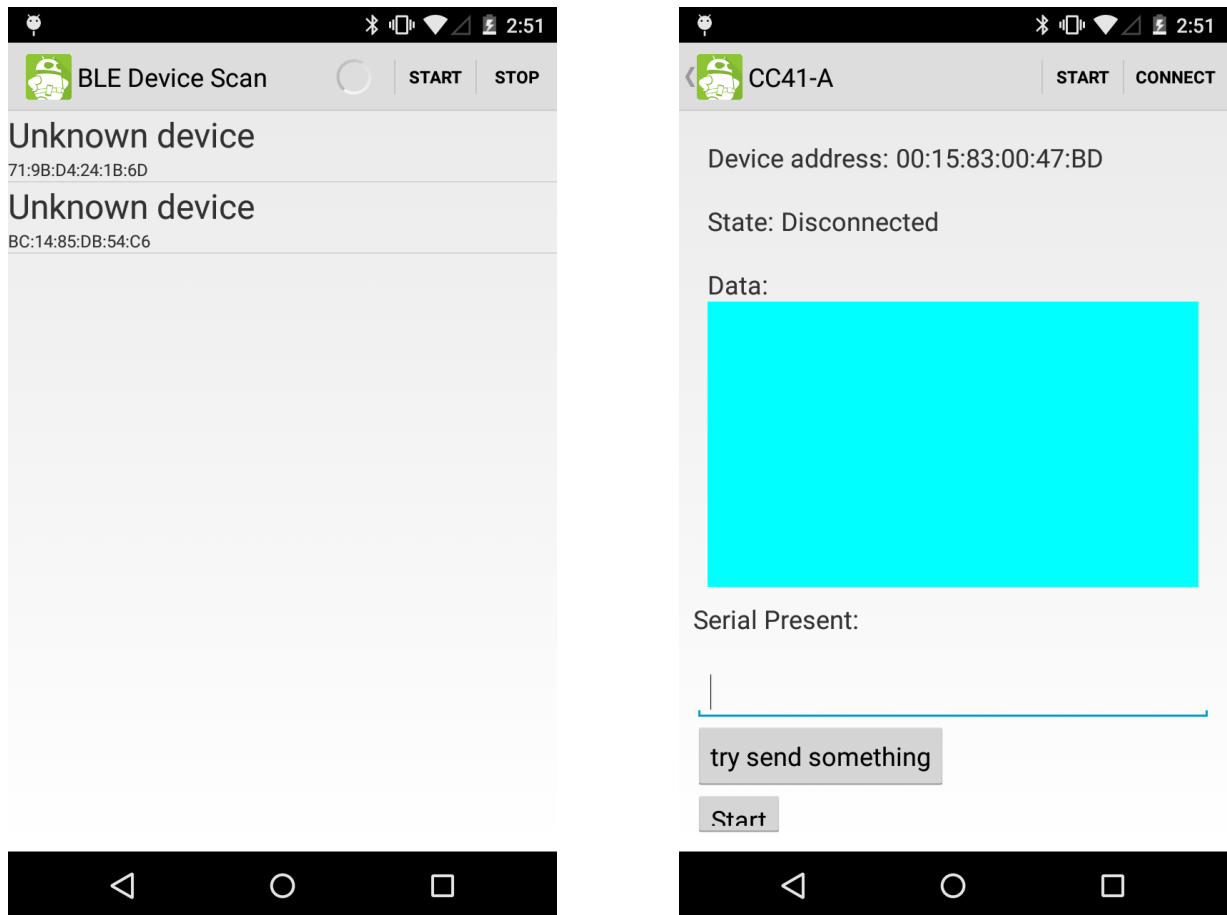 2:51
BLE Device Scan START STOP
Unknown device
71:9B:D4:24:1B:6D
Unknown device
BC:14:85:DB:54:C6
2:51
CC41-A START CONNECT
Device address: 00:15:83:00:47:BD
State: Disconnected
Data:
Serial Present:
try send something
Start